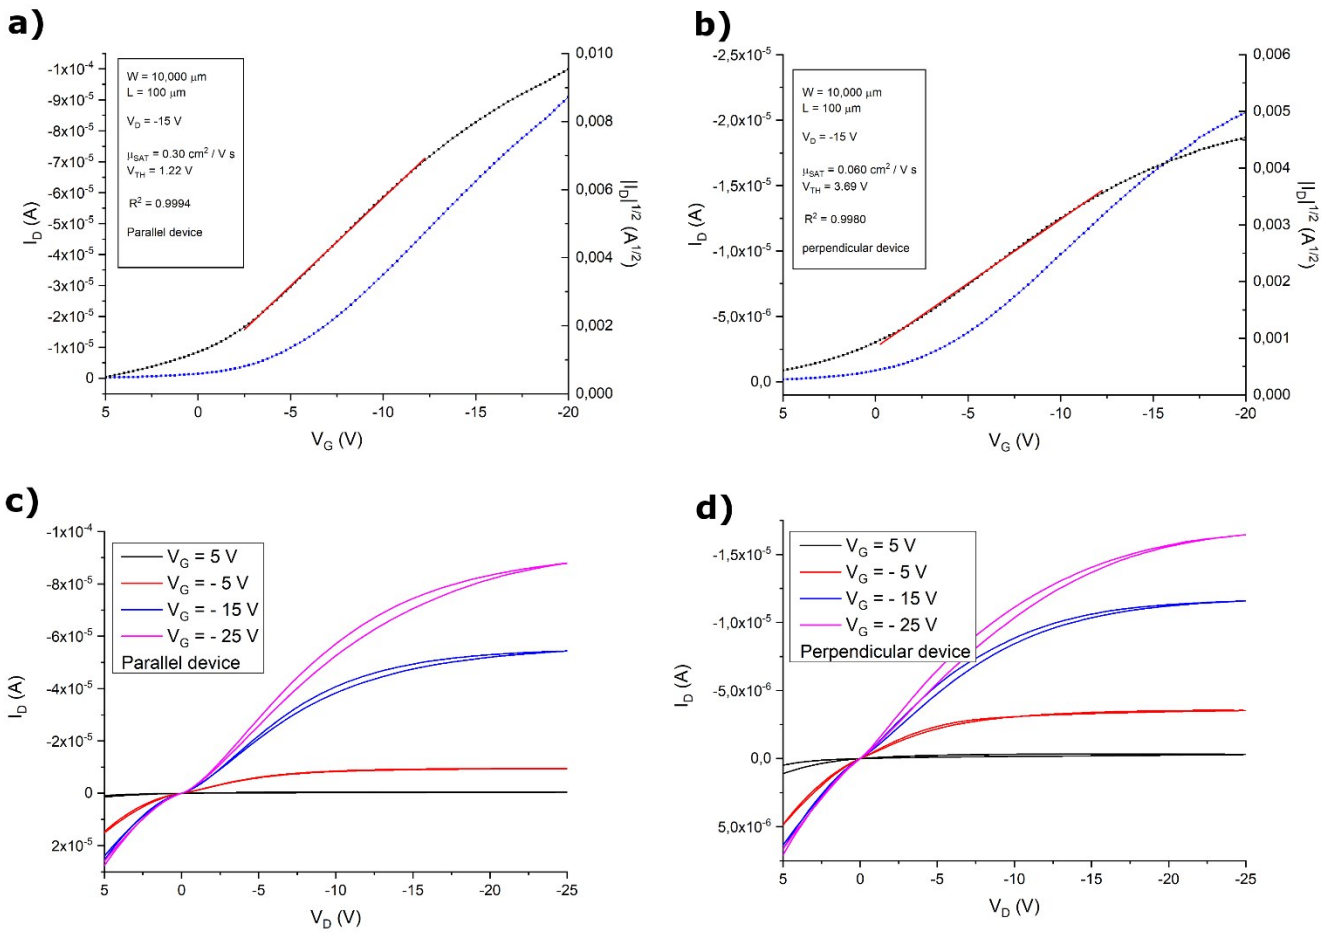 a)
-1x10⁻⁴
-9x10⁻⁵
-8x10⁻⁵
-7x10⁻⁵
-6x10⁻⁵
-5x10⁻⁵
-4x10⁻⁵
-3x10⁻⁵
-2x10⁻⁵
-1x10⁻⁵
0
I_D (A)
W = 10,000 µm
L = 100 µm
V_D = -15 V
µ_SAT = 0.30 cm² / V s
V_TH = 1.22 V
R² = 0.9994
Parallel device
0,010
0,008
0,006
0,004
0,002
0,000
|I_D|^1/2 (A^1/2)
5 0 -5 -10 -15 -20
V_G (V)
b)
-2,5x10⁻⁵
-2,0x10⁻⁵
-1,5x10⁻⁵
-1,0x10⁻⁵
-5,0x10⁻⁶
0,0
I_D (A)
W = 10,000 µm
L = 100 µm
V_D = -15 V
µ_SAT = 0.060 cm² / V s
V_TH = 3.69 V
R² = 0.9980
perpendicular device
0,006
0,005
0,004
0,003
0,002
0,001
0,000
|I_D|^1/2 (A^1/2)
5 0 -5 -10 -15 -20
V_G (V)
c)
-1x10⁻⁴
-8x10⁻⁵
-6x10⁻⁵
-4x10⁻⁵
-2x10⁻⁵
0
2x10⁻⁵
I_D (A)
V_G = 5 V
V_G = - 5 V
V_G = - 15 V
V_G = - 25 V
Parallel device
5 0 -5 -10 -15 -20 -25
V_D (V)
d)
-1,5x10⁻⁵
-1,0x10⁻⁵
-5,0x10⁻⁶
0,0
5,0x10⁻⁶
I_D (A)
V_G = 5 V
V_G = - 5 V
V_G = - 15 V
V_G = - 25 V
Perpendicular device
5 0 -5 -10 -15 -20 -25
V_D (V)